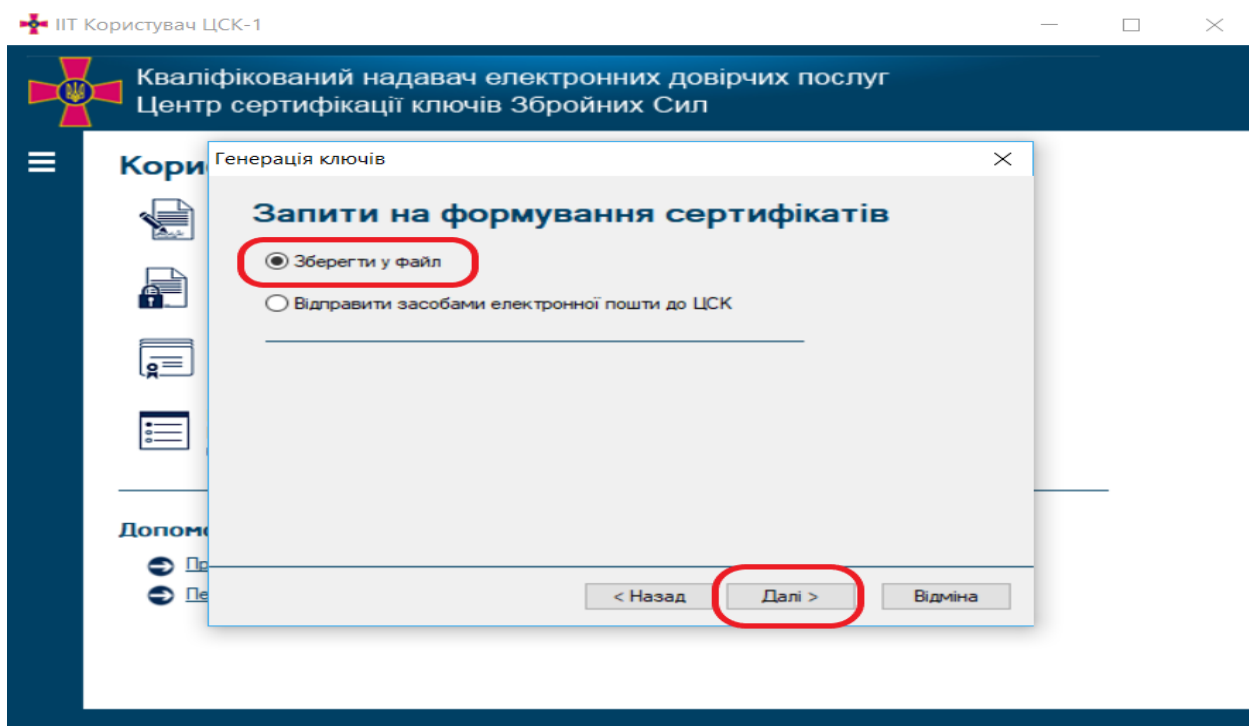 ІІТ Користувач ЦСК-1
Кваліфікований надавач електронних довірчих послуг
Центр сертифікації ключів Збройних Сил
Генерація ключів
Запити на формування сертифікатів
Зберегти у файл
Відправити засобами електронної пошти до ЦСК
< Назад
Далі >
Відміна